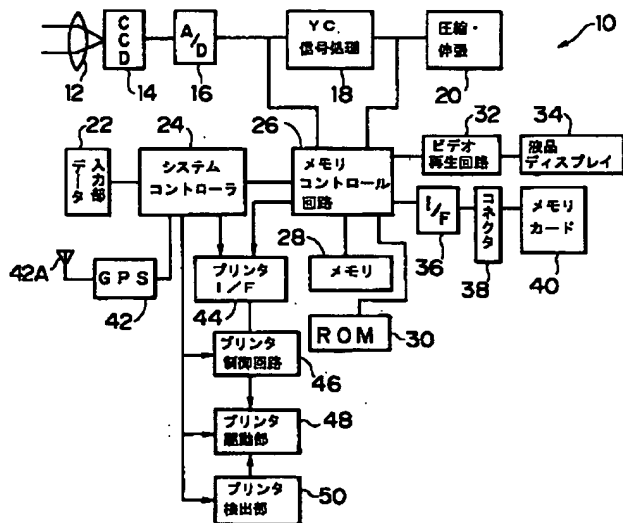 10
CCD
A/D
YC
信号処理
圧縮・
伸張
12
14
16
18
20
22
24
26
32
34
データ
入力部
システム
コントローラ
メモリ
コントロール
回路
ビデオ
再生回路
液晶
ディスプレイ
I/F
コネクタ
メモリ
カード
36
38
40
42A
GPS
42
プリンタ
I/F
44
28
メモリ
ROM
30
プリンタ
制御回路
46
プリンタ
駆動部
48
プリンタ
検出部
50